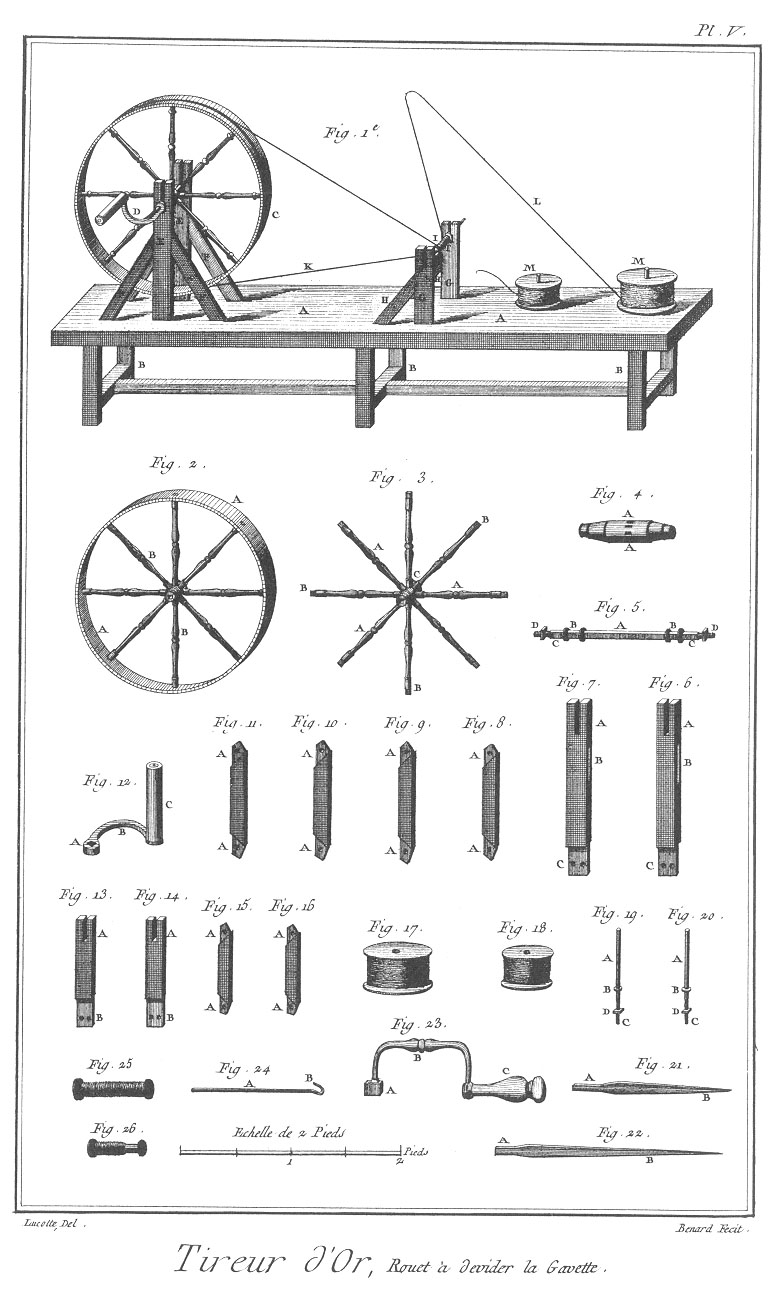 Pl. V.
Fig. 1e.
D
E
F
C
K
A
H
I
G
L
M
M
A
B
B
B
Fig. 2.
A
B
A
B
Fig. 3.
A
B
B
C
A
A
B
Fig. 4.
A
A
Fig. 5.
D B A B D
C C
Fig. 11.
A
A
Fig. 10.
A
A
Fig. 9.
A
A
Fig. 8.
A
A
Fig. 7.
A
B
C
Fig. 6.
A
B
C
Fig. 12.
A
B
C
Fig. 13.
A
B
Fig. 14.
A
B
Fig. 15.
A
A
Fig. 16
A
A
Fig. 17.
Fig. 18.
Fig. 19.
A
B
D
C
Fig. 20.
A
B
D
C
Fig. 25
Fig. 24
A
B
Fig. 23.
A
B
C
Fig. 21.
A
B
Fig. 26.
Echelle de 2 Pieds
1 2 Pieds
Fig. 22.
A
B
Lucotte Del.
Benard Fecit.
Tireur d'Or, Rouet à devider la Gavette.